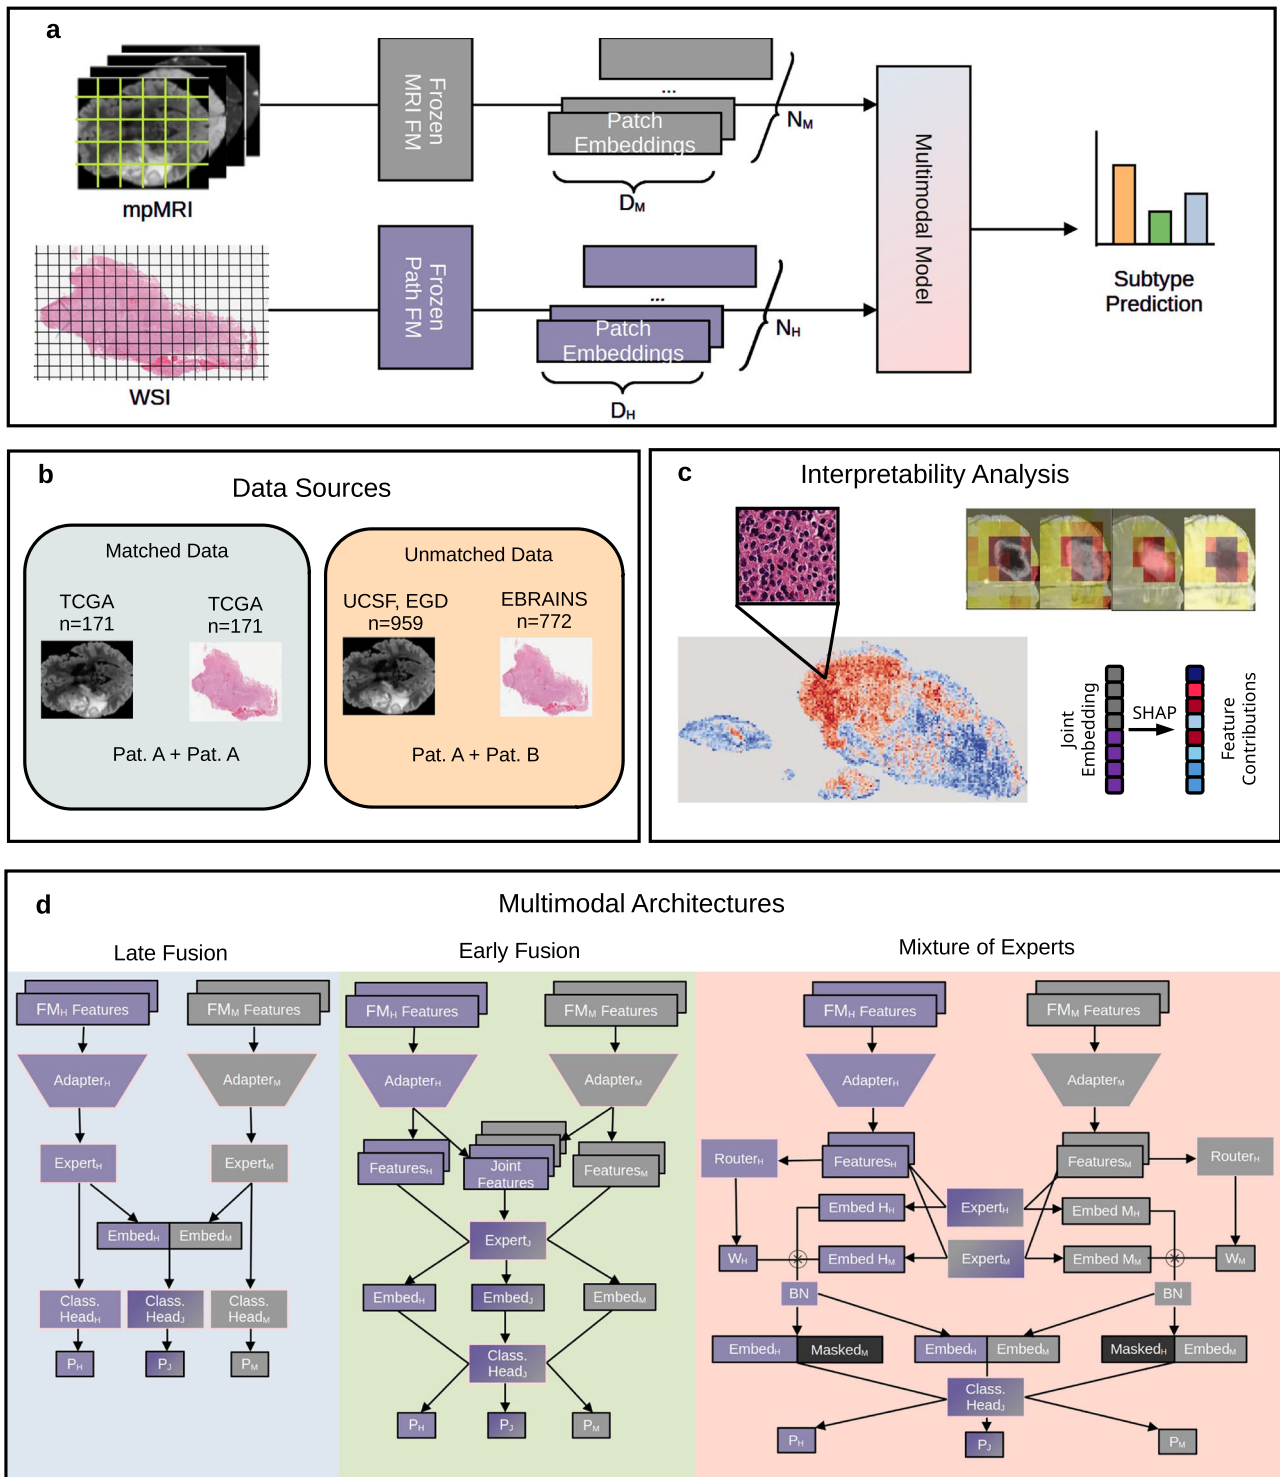 a
mpMRI
Frozen
MRI FM
...
Patch
Embeddings
NM
DM
WSI
Frozen
Path FM
...
Patch
Embeddings
NH
DH
Multimodal Model
Subtype
Prediction
b
Data Sources
Matched Data
TCGA
n=171
TCGA
n=171
Pat. A + Pat. A
Unmatched Data
UCSF, EGD
n=959
EBRAINS
n=772
Pat. A + Pat. B
c
Interpretability Analysis
Joint
Embedding
SHAP
Feature
Contributions
d
Multimodal Architectures
Late Fusion
FMH Features
FMM Features
AdapterH
AdapterM
ExpertH
ExpertM
EmbedH
EmbedM
Class.
HeadH
Class.
HeadJ
Class.
HeadM
PH
PJ
PM
Early Fusion
FMH Features
FMM Features
AdapterH
AdapterM
FeaturesH
Joint
Features
FeaturesM
ExpertJ
EmbedH
EmbedJ
EmbedM
Class.
HeadJ
PH
PJ
PM
Mixture of Experts
FMH Features
FMM Features
AdapterH
AdapterM
RouterH
FeaturesH
FeaturesM
RouterH
Embed HH
ExpertH
Embed MH
WH
Embed HM
ExpertM
Embed MM
WM
BN
BN
EmbedH
MaskedM
EmbedH
EmbedM
MaskedH
EmbedM
Class.
HeadJ
PH
PJ
PM